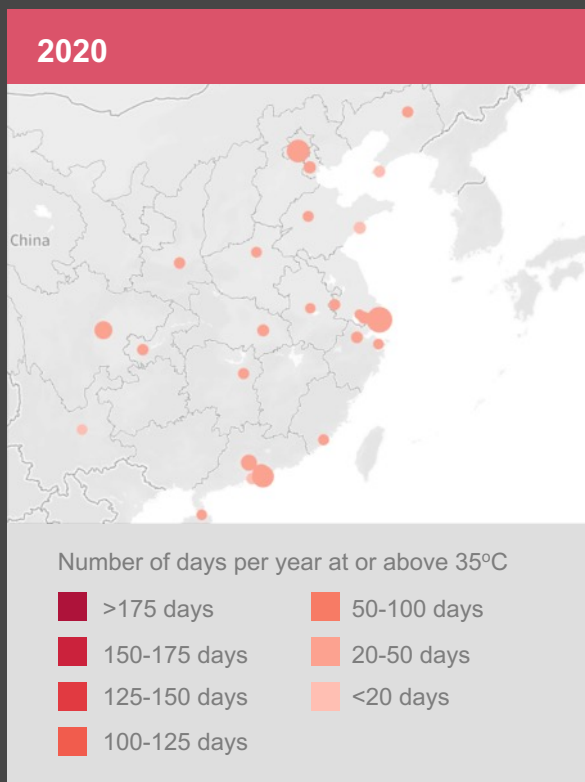 2020
China
Number of days per year at or above 35°C
>175 days
150-175 days
125-150 days
100-125 days
50-100 days
20-50 days
<20 days